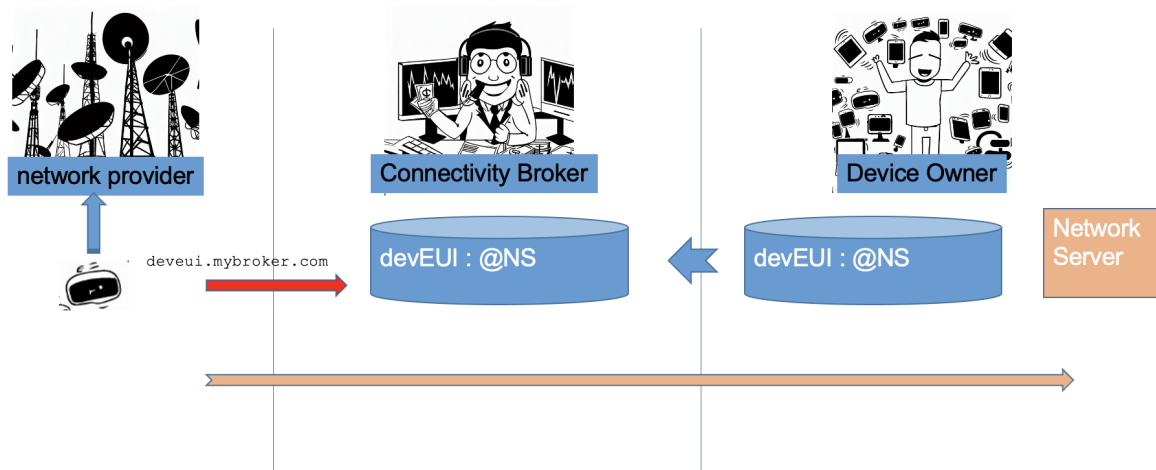 network provider
Connectivity Broker
Device Owner
deveui.mybroker.com
devEUI : @NS
devEUI : @NS
Network
Server